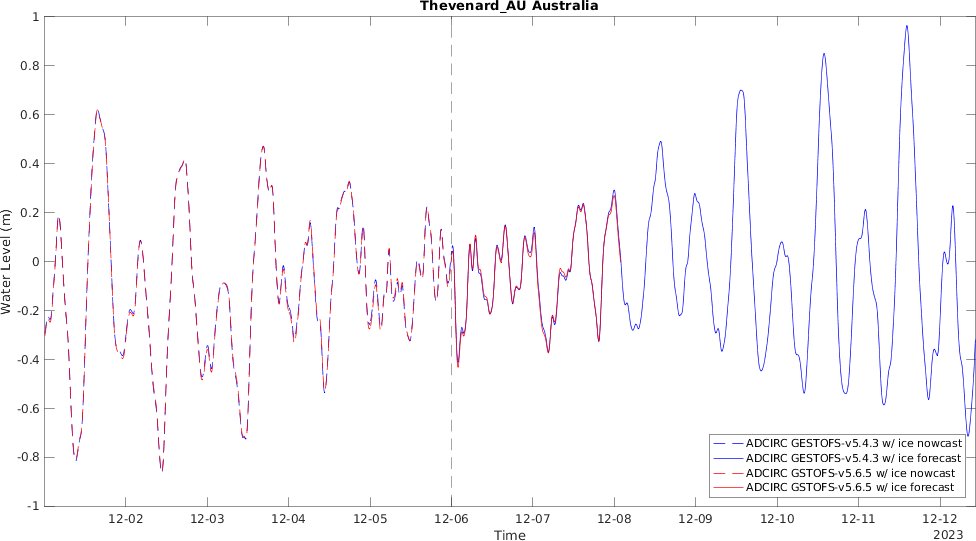 Thevenard_AU Australia
Water Level (m)
1
0.8
0.6
0.4
0.2
0
-0.2
-0.4
-0.6
-0.8
-1
12-02 12-03 12-04 12-05 12-06 12-07 12-08 12-09 12-10 12-11 12-12
Time
2023
ADCIRC GESTOFS-v5.4.3 w/ ice nowcast
ADCIRC GESTOFS-v5.4.3 w/ ice forecast
ADCIRC GSTOFS-v5.6.5 w/ ice nowcast
ADCIRC GSTOFS-v5.6.5 w/ ice forecast